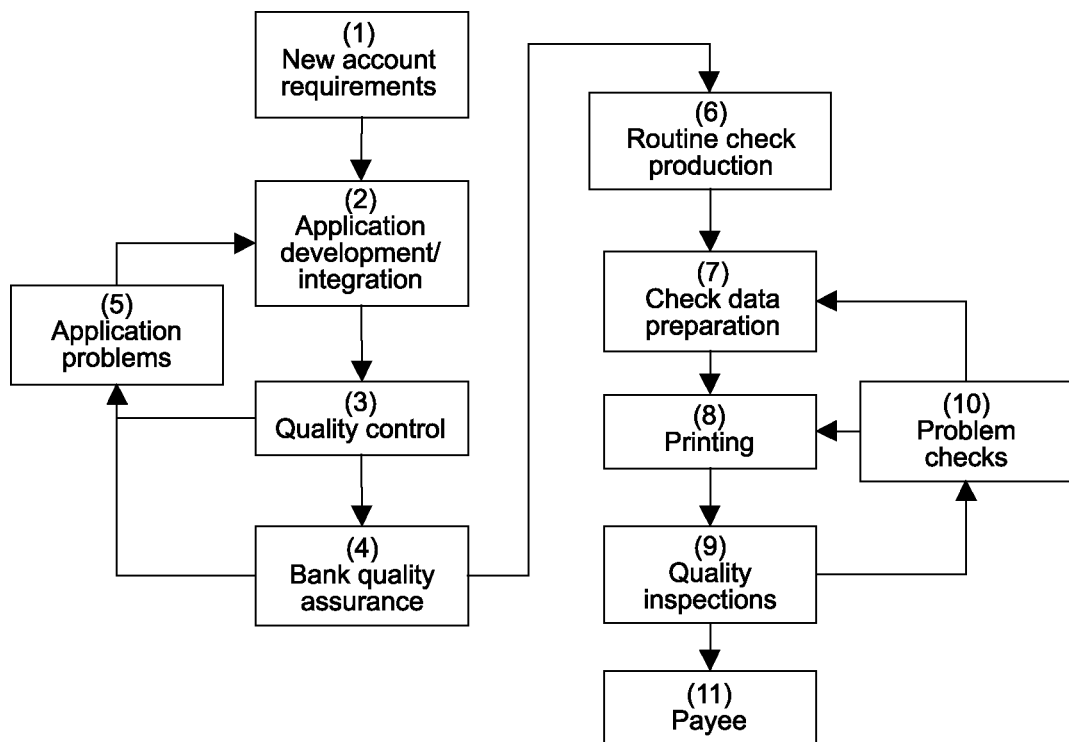 (1)
New account
requirements
(2)
Application
development/
integration
(3)
Quality control
(4)
Bank quality
assurance
(5)
Application
problems
(6)
Routine check
production
(7)
Check data
preparation
(8)
Printing
(9)
Quality
inspections
(10)
Problem
checks
(11)
Payee